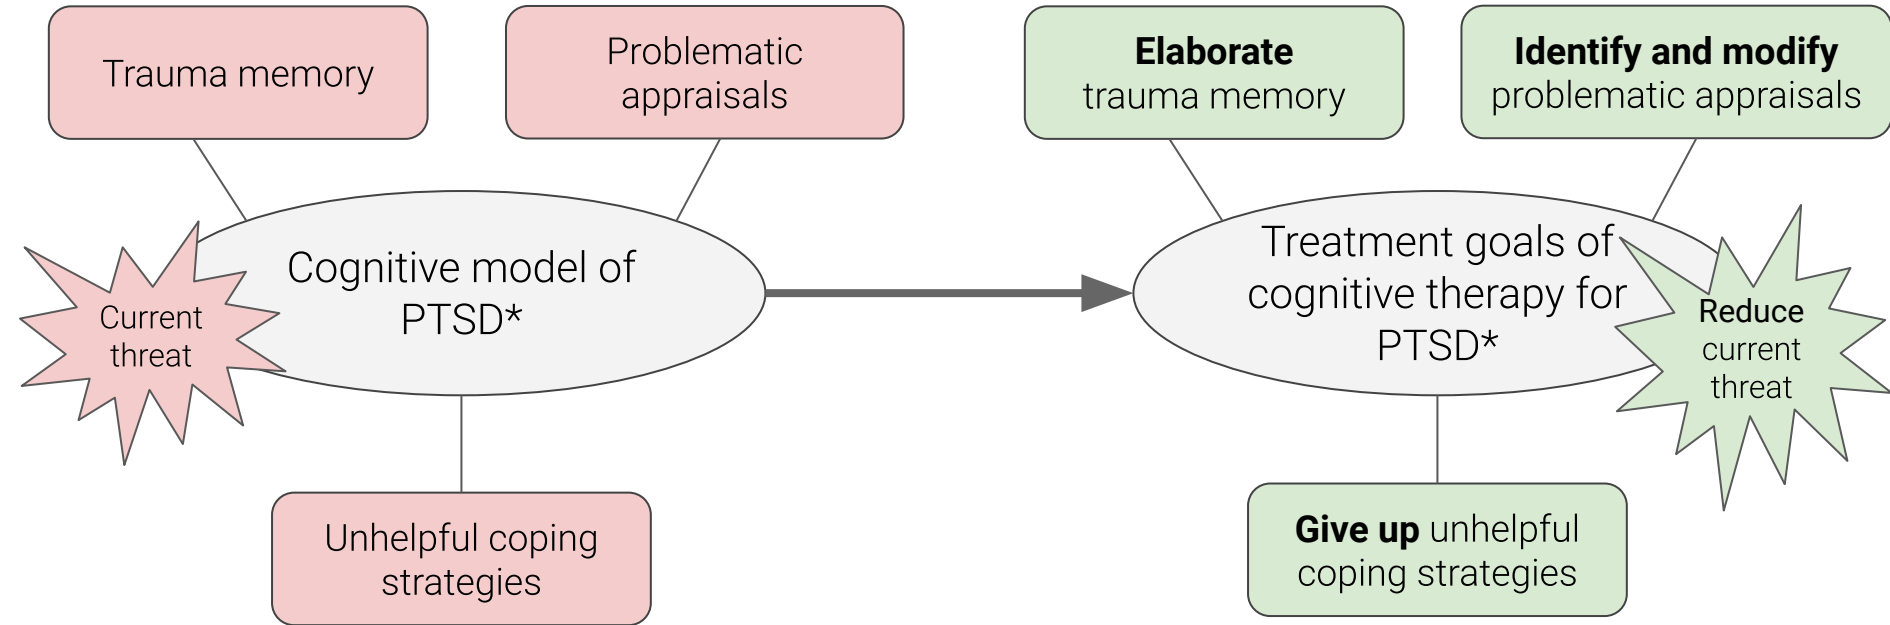 Trauma memory
Problematic
appraisals
Elaborate
trauma memory
Identify and modify
problematic appraisals
Cognitive model of
PTSD*
Current
threat
Treatment goals of
cognitive therapy for
PTSD*
Reduce
current
threat
Unhelpful coping
strategies
Give up unhelpful
coping strategies